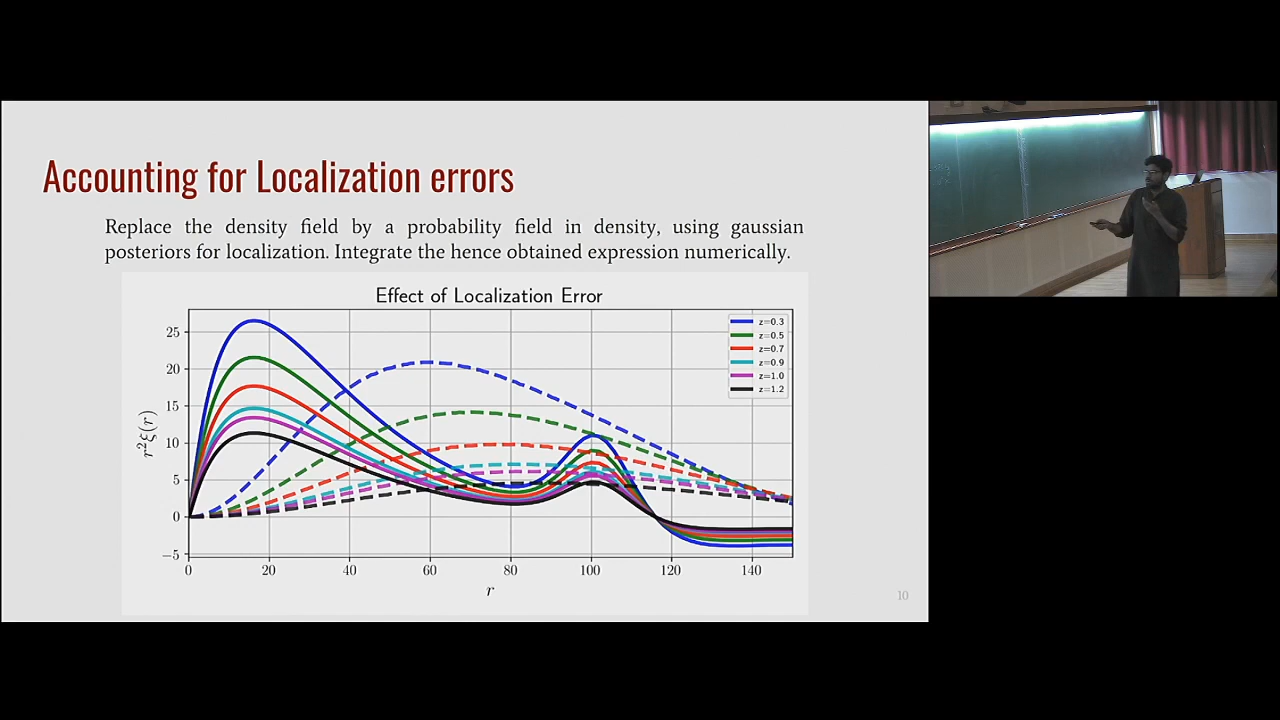 Accounting for Localization errors
Replace the density field by a probability field in density, using gaussian
posteriors for localization. Integrate the hence obtained expression numerically.
Effect of Localization Error
r²ξ(r)
25
20
15
10
5
0
−5
z=0.3
z=0.5
z=0.7
z=0.9
z=1.0
z=1.2
0 20 40 60 80 100 120 140
r
10